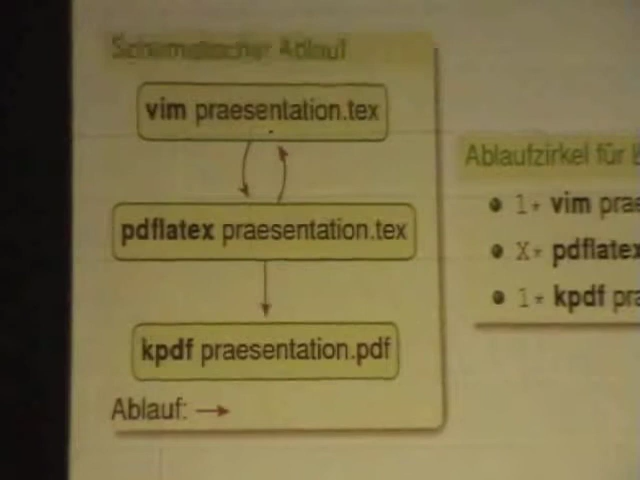 Schematischer Ablauf
vim praesentation.tex
pdflatex praesentation.tex
kpdf praesentation.pdf
Ablauf: →
Ablaufzirkel für
1* vim
X* pdflatex
1* kpdf